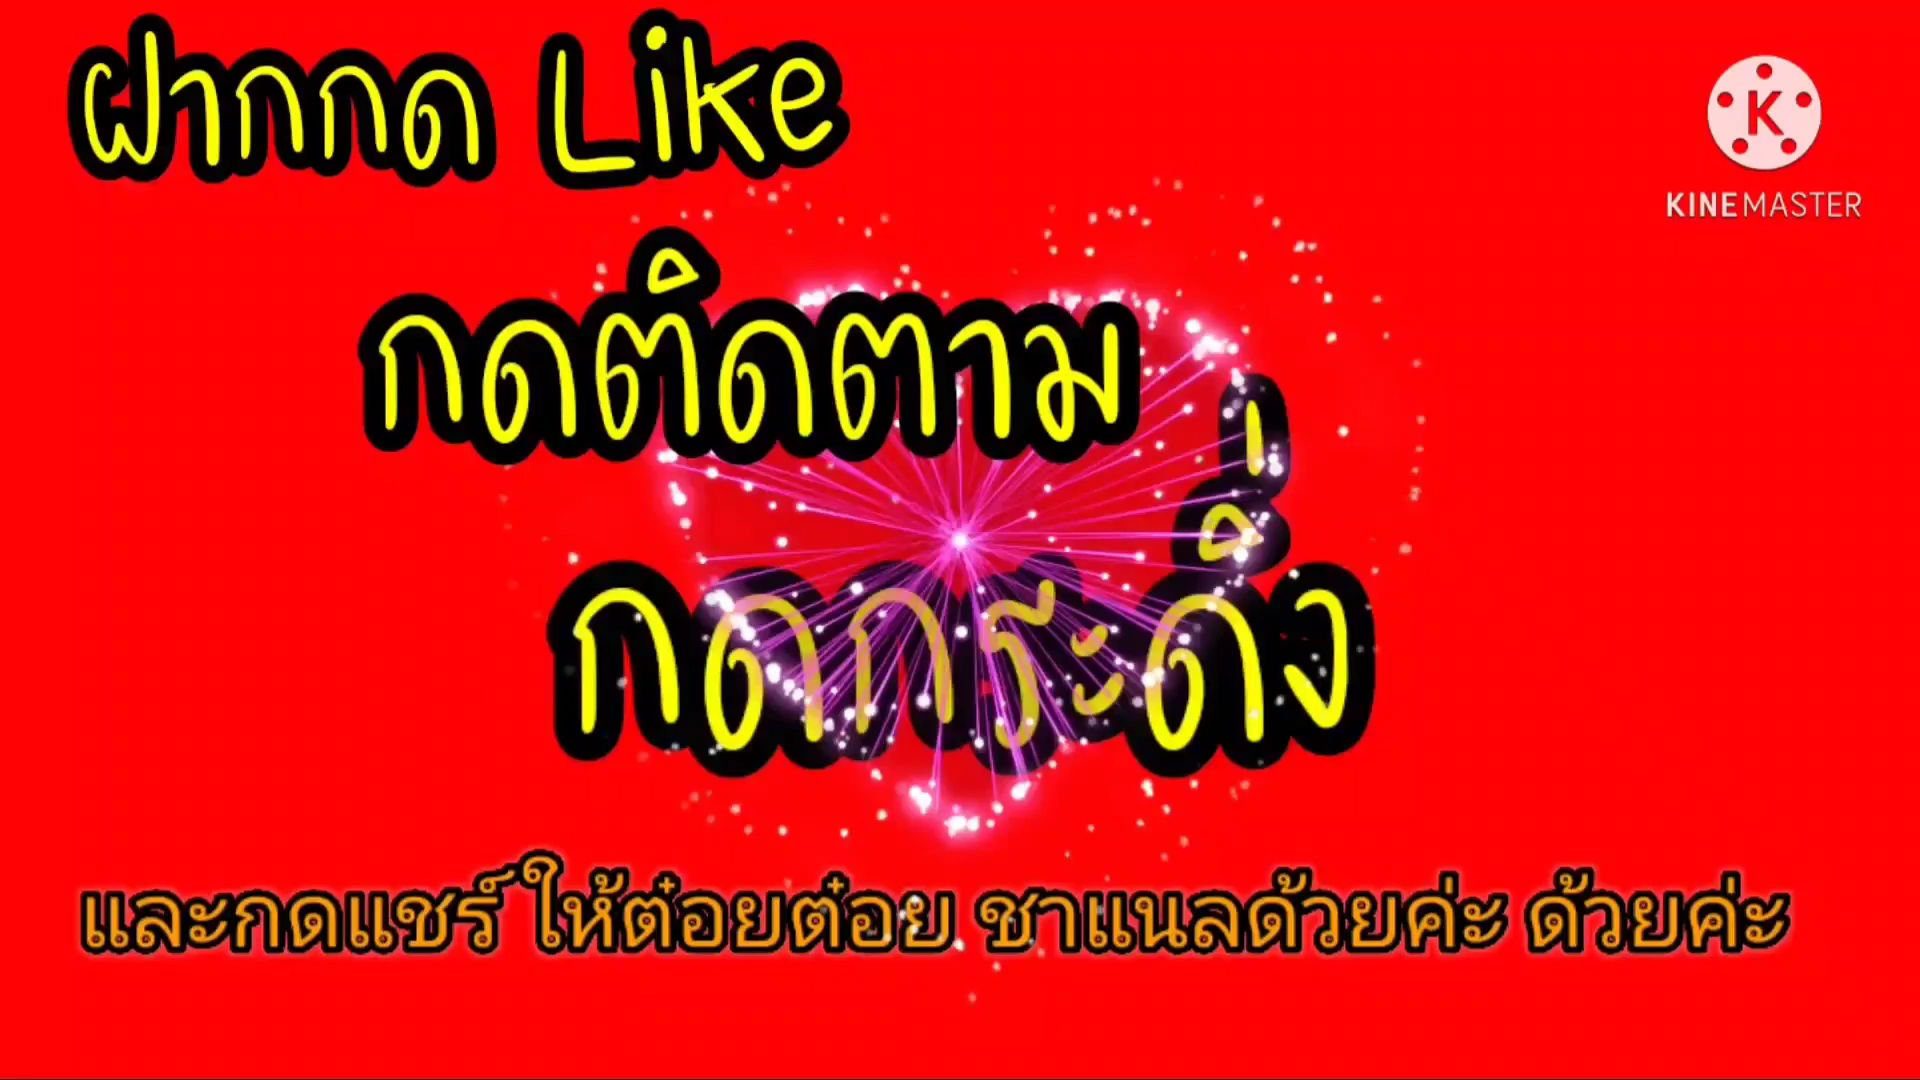 ฝากกด Like
K
KINEMASTER
กดติดตาม
กดกระดิ่ง
และกดแชร์ ให้ต๋อยต๋อย ชาแนลด้วยค่ะ ด้วยค่ะ